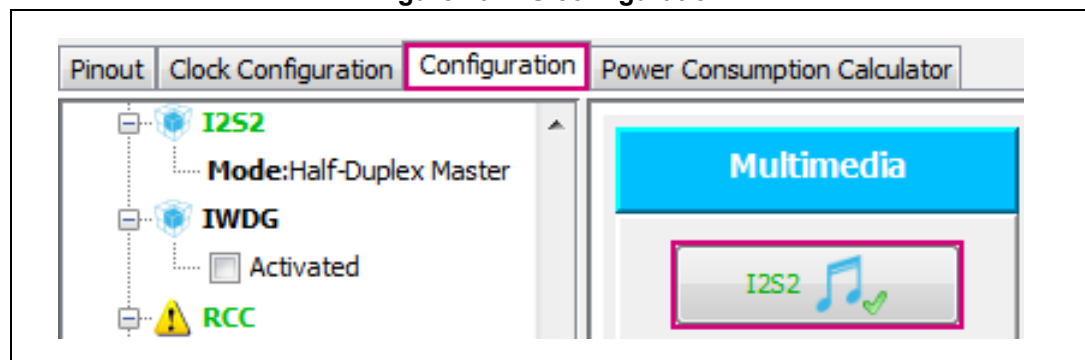 Pinout Clock Configuration Configuration Power Consumption Calculator
I2S2
Mode:Half-Duplex Master
IWDG
Activated
RCC
Multimedia
I2S2